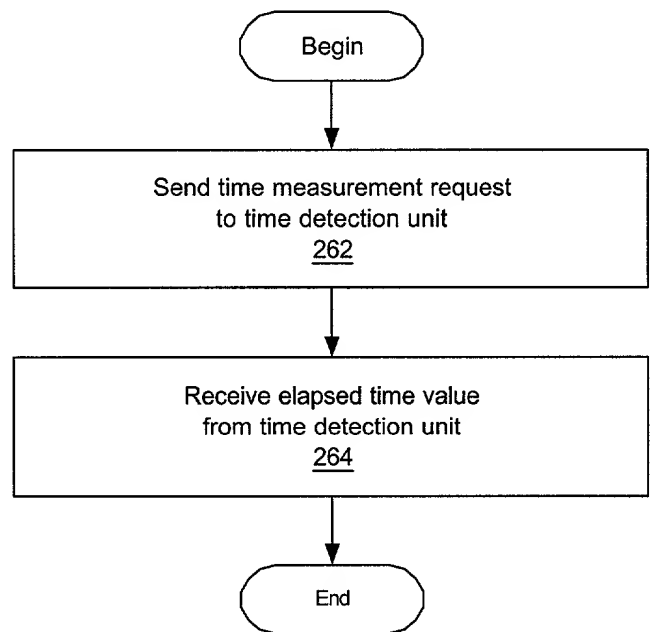 Begin
Send time measurement request
to time detection unit
262
Receive elapsed time value
from time detection unit
264
End